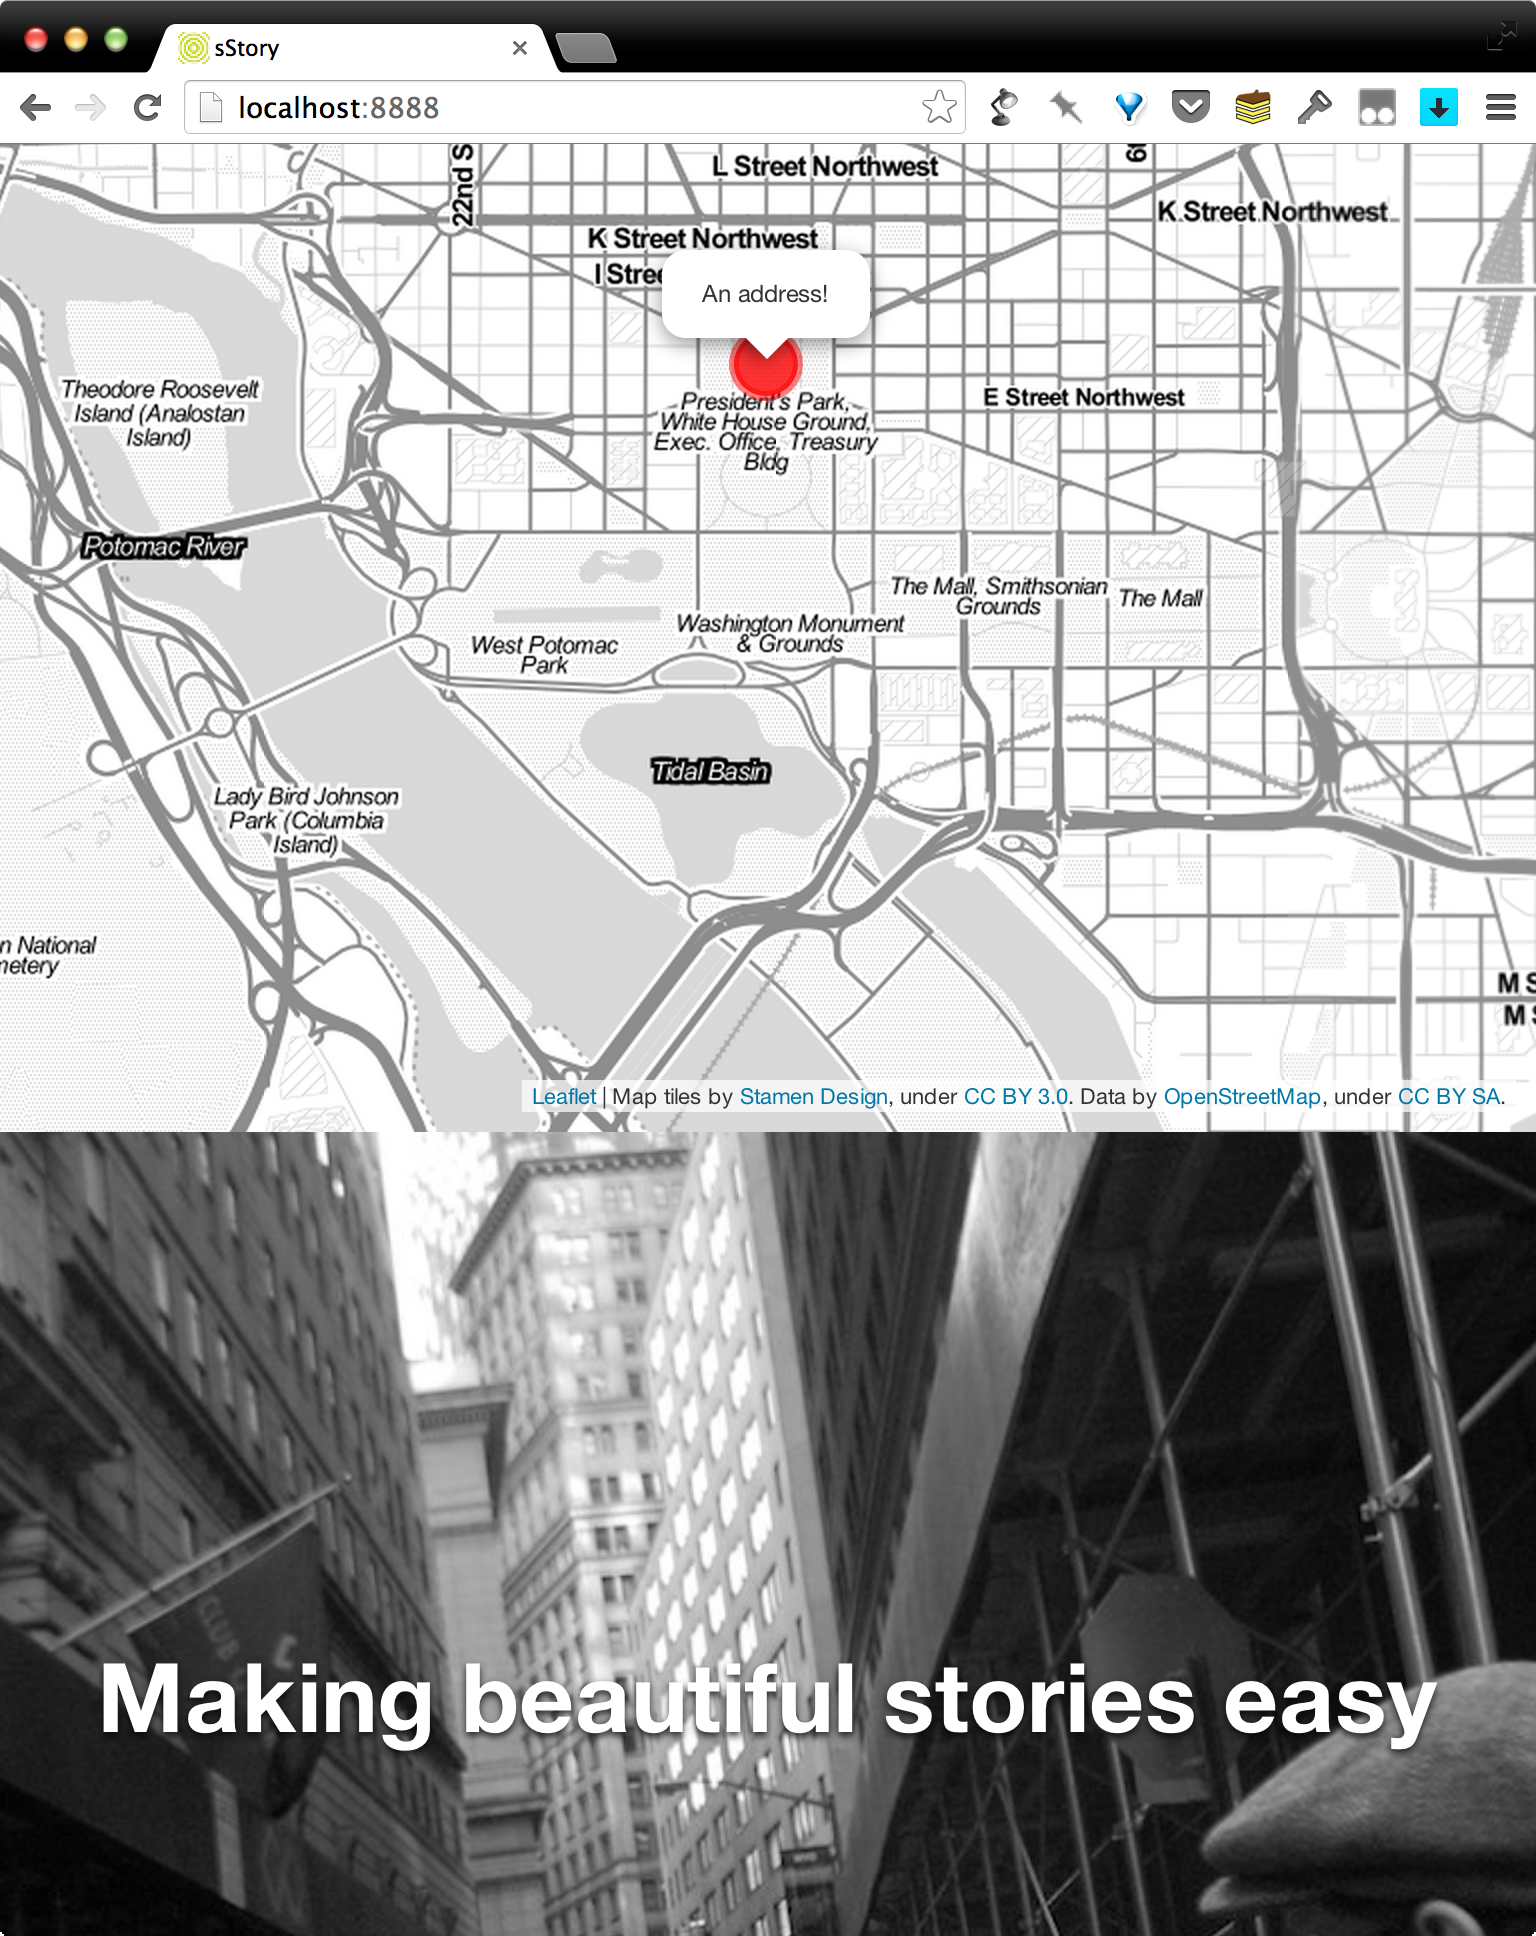 sStory
localhost:8888
L Street Northwest
22nd S
K Street Northwest
K Street Northwest
I Stree
An address!
Theodore Roosevelt
Island (Analostan
Island)
President's Park,
White House Ground,
Exec. Office, Treasury
Bldg
E Street Northwest
Potomac River
The Mall, Smithsonian
Grounds
The Mall
Washington Monument
& Grounds
West Potomac
Park
Tidal Basin
Lady Bird Johnson
Park (Columbia
Island)
n National
metery
M S
M S
Leaflet | Map tiles by Stamen Design, under CC BY 3.0. Data by OpenStreetMap, under CC BY SA.
CLUB
Making beautiful stories easy